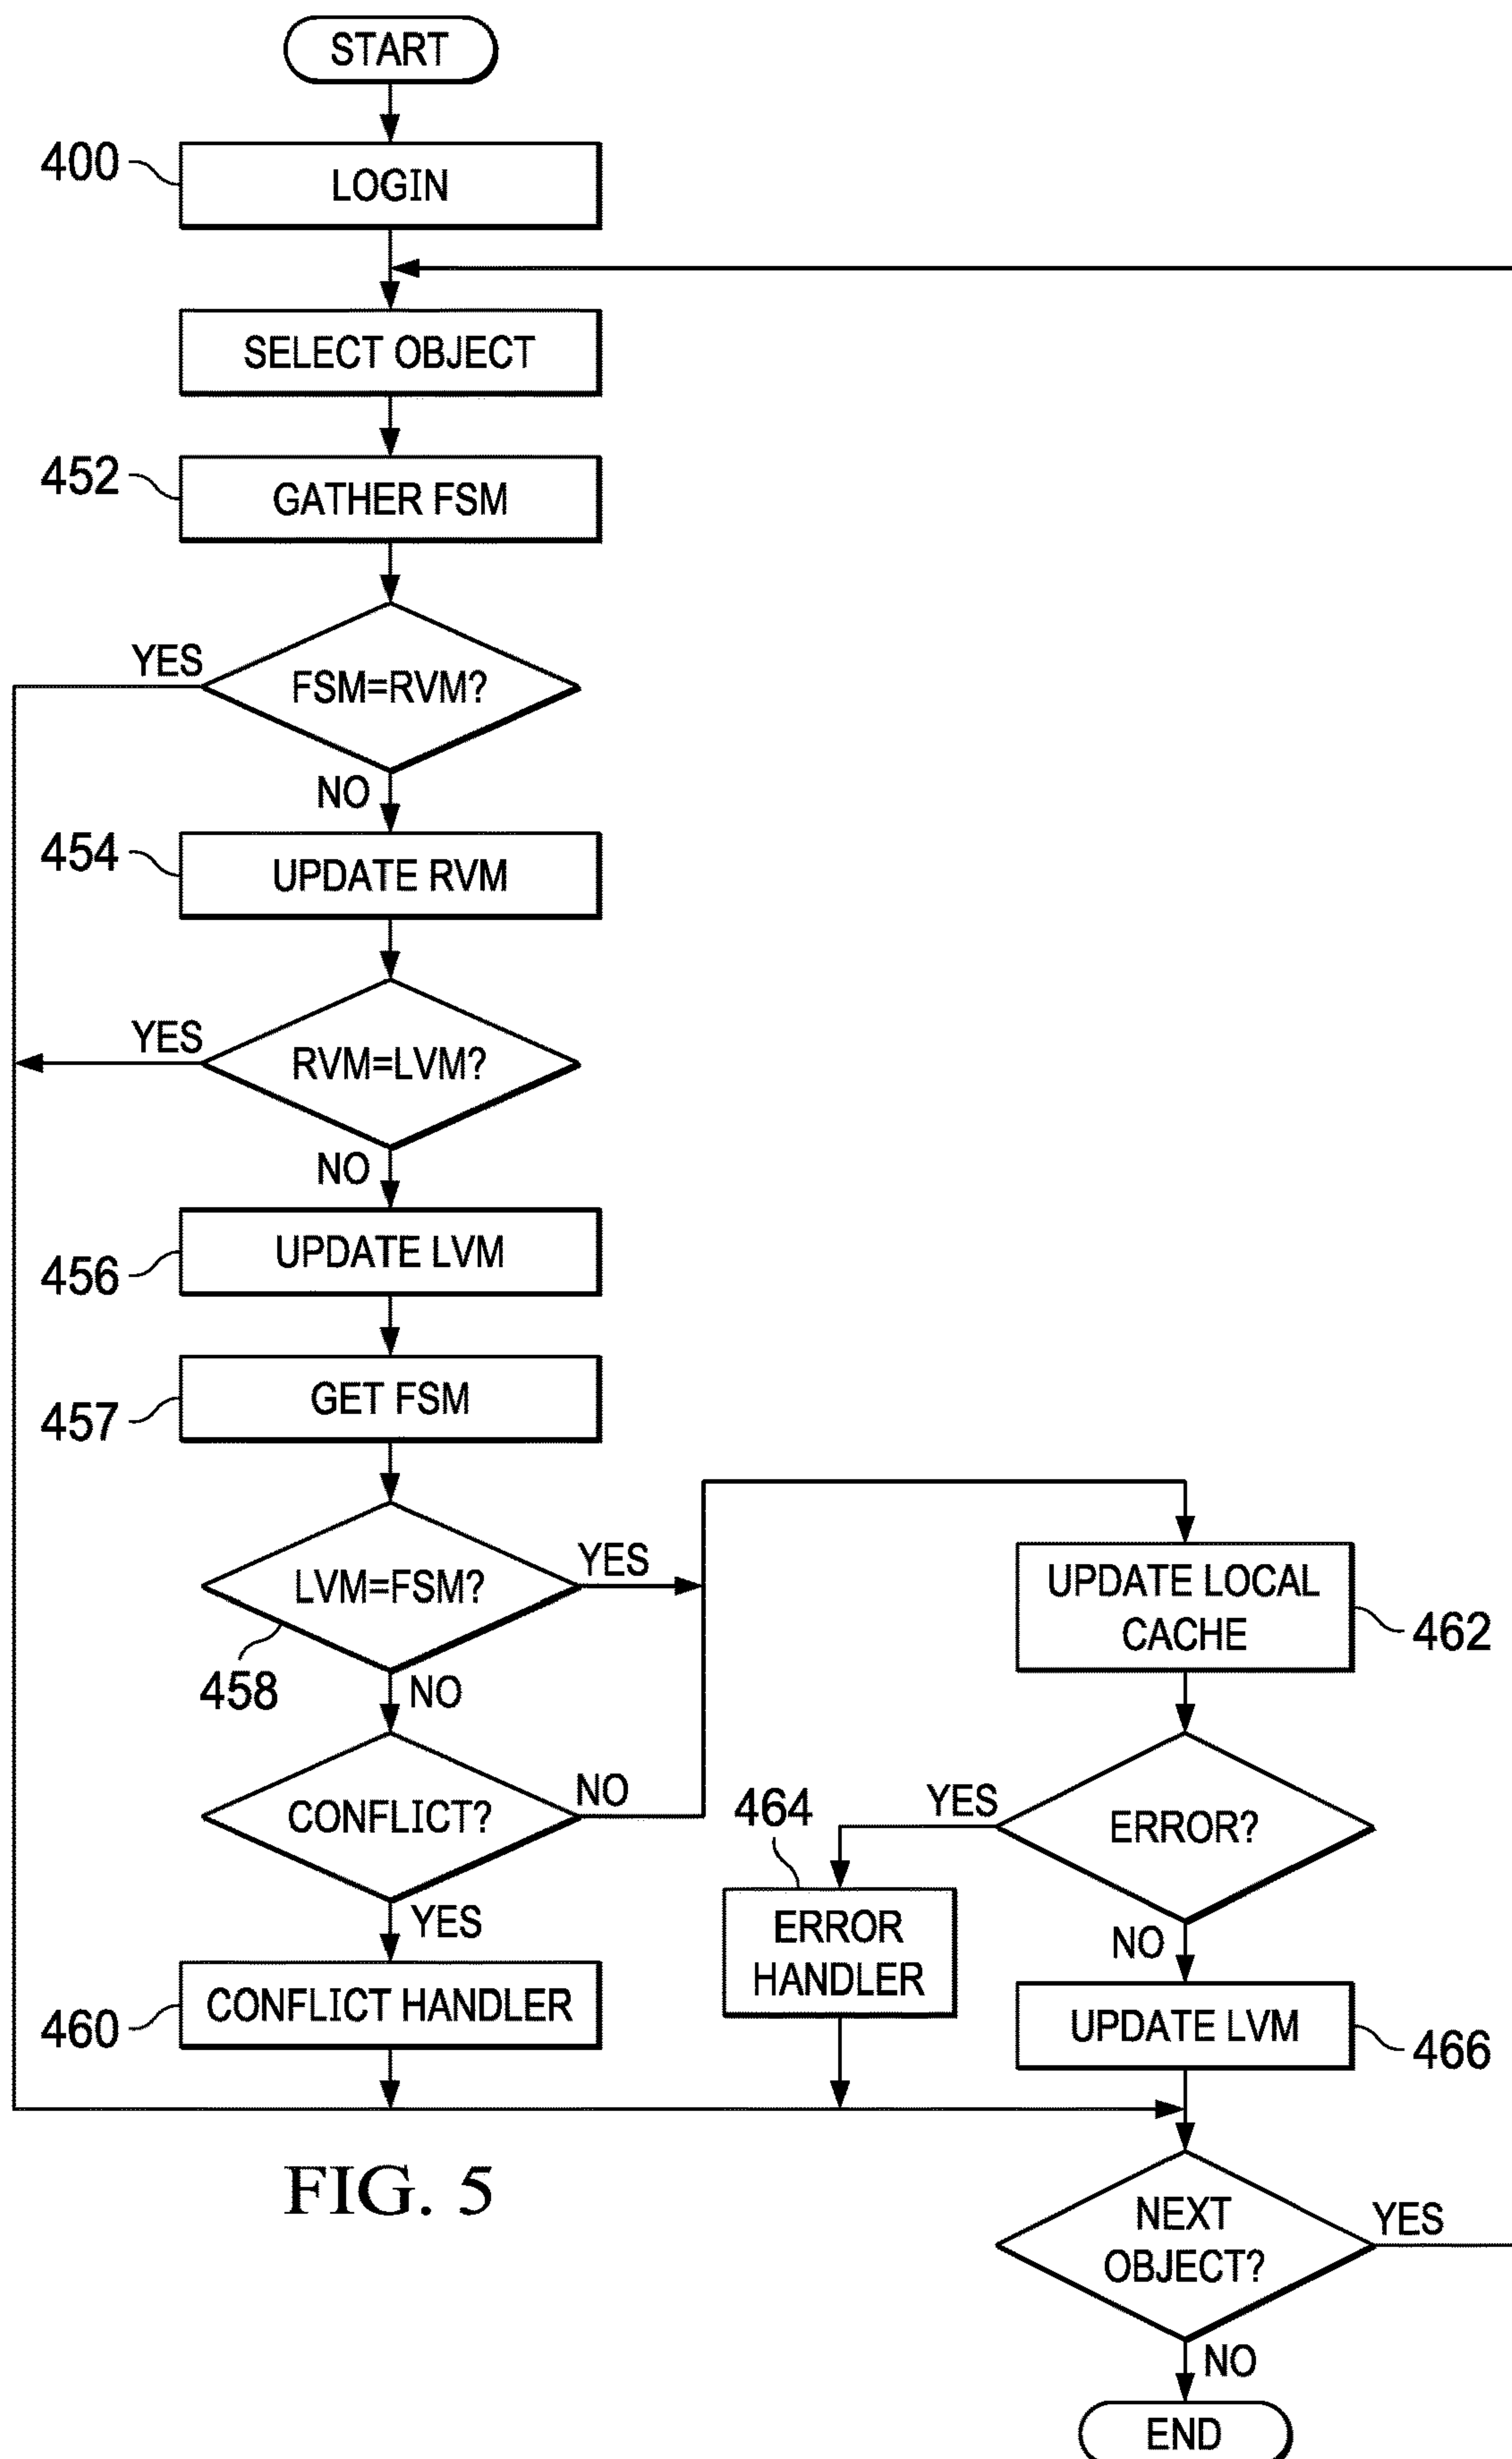 START
400
LOGIN
SELECT OBJECT
452
GATHER FSM
YES
FSM=RVM?
NO
454
UPDATE RVM
YES
RVM=LVM?
NO
456
UPDATE LVM
457
GET FSM
LVM=FSM?
YES
458
NO
CONFLICT?
NO
YES
460
CONFLICT HANDLER
UPDATE LOCAL
CACHE
462
ERROR?
YES
464
ERROR
HANDLER
NO
UPDATE LVM
466
NEXT
OBJECT?
YES
NO
END
FIG. 5